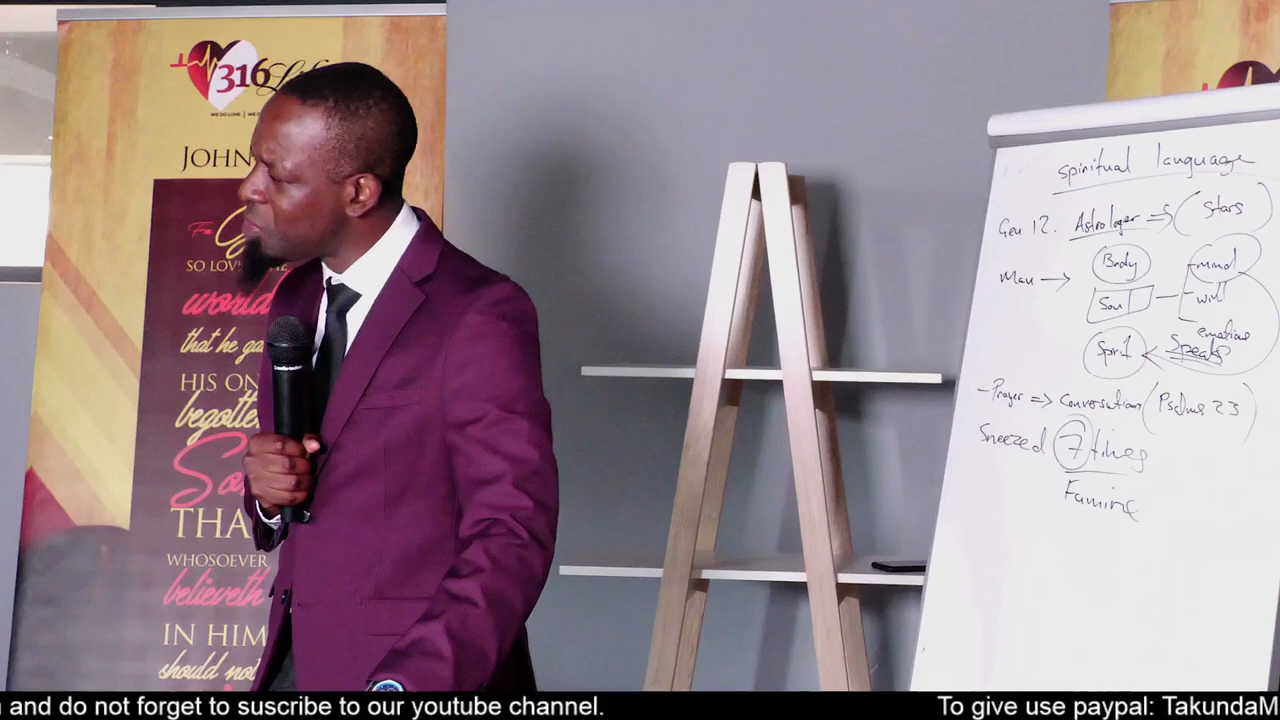 316 Life
JOHN
For G
SO LOVED THE
world
that he ga
HIS ON
begotte
So
THA
WHOSOEVER
believeth
IN HIM
should not
spiritual language
Gen 12. Astrologer => (Stars)
Man -> Body
Soul - mind
will
emotions
Spirit Speaks
- Prayer => Conversation (Psalms 23)
Sneezed 7 times
Famine
and do not forget to suscribe to our youtube channel.
To give use paypal: TakundaM